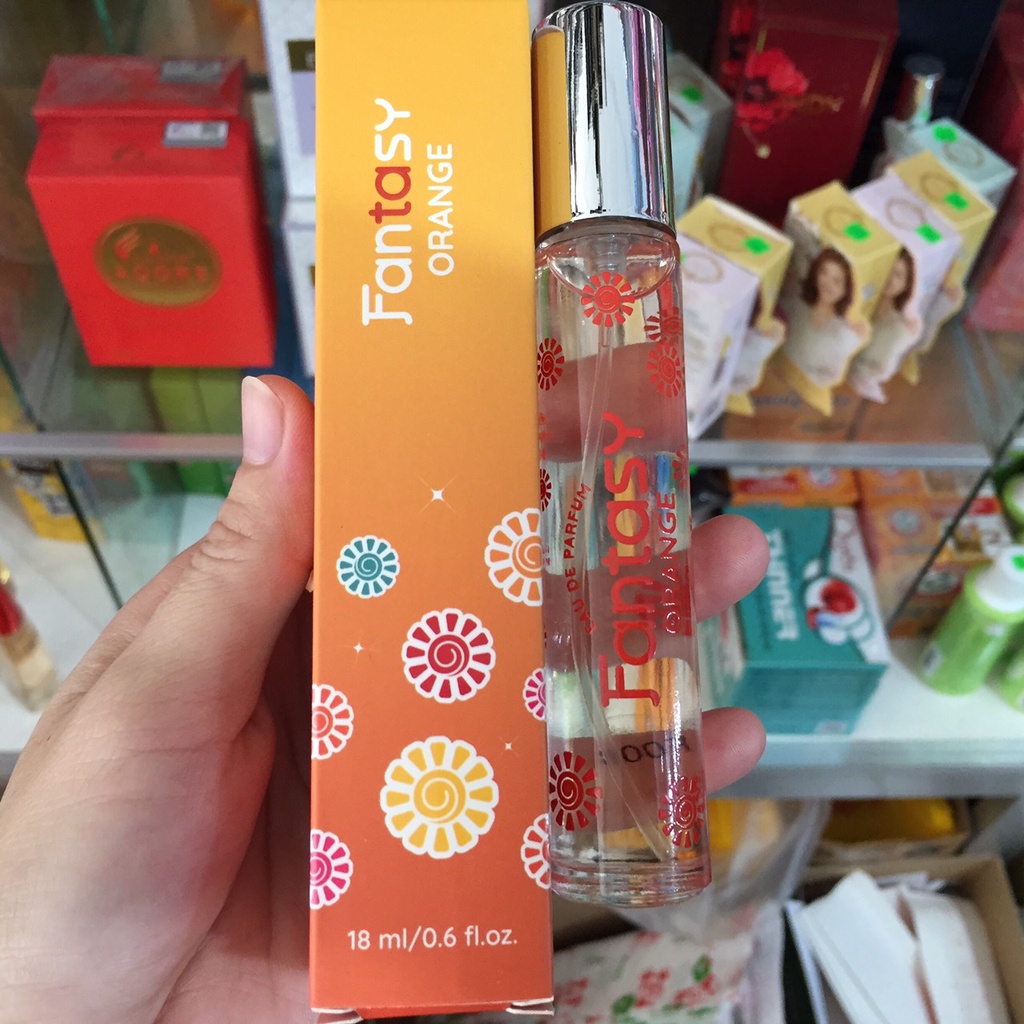 Fantasy
ORANGE
18 ml/0.6 fl.oz.
EAU DE PARFUM
Fantasy
ORANGE